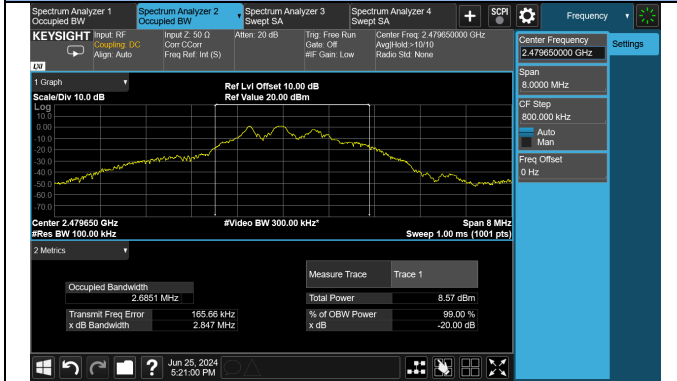 Spectrum Analyzer 1
Occupied BW
Spectrum Analyzer 2
Occupied BW
Spectrum Analyzer 3
Swept SA
Spectrum Analyzer 4
Swept SA
SCPI
Frequency
KEYSIGHT
Input: RF
Coupling: DC
Align: Auto
Input Z: 50 Ω
Corr CCorr
Freq Ref: Int (S)
Atten: 20 dB
Trig: Free Run
Gate: Off
#IF Gain: Low
Center Freq: 2.479650000 GHz
Avg|Hold:>10/10
Radio Std: None
LXI
Center Frequency
2.479650000 GHz
Settings
Span
8.0000 MHz
CF Step
800.000 kHz
Auto
Man
Freq Offset
0 Hz
1 Graph
Scale/Div 10.0 dB
Ref Lvl Offset 10.00 dB
Ref Value 20.00 dBm
Log
10.0
0.00
-10.0
-20.0
-30.0
-40.0
-50.0
-60.0
-70.0
Center 2.479650 GHz
#Res BW 100.00 kHz
#Video BW 300.00 kHz*
Span 8 MHz
Sweep 1.00 ms (1001 pts)
2 Metrics
Measure Trace Trace 1
Occupied Bandwidth
2.6851 MHz
Total Power 8.57 dBm
Transmit Freq Error 165.66 kHz
% of OBW Power 99.00 %
x dB Bandwidth 2.847 MHz
x dB -20.00 dB
?
Jun 25, 2024
5:21:00 PM